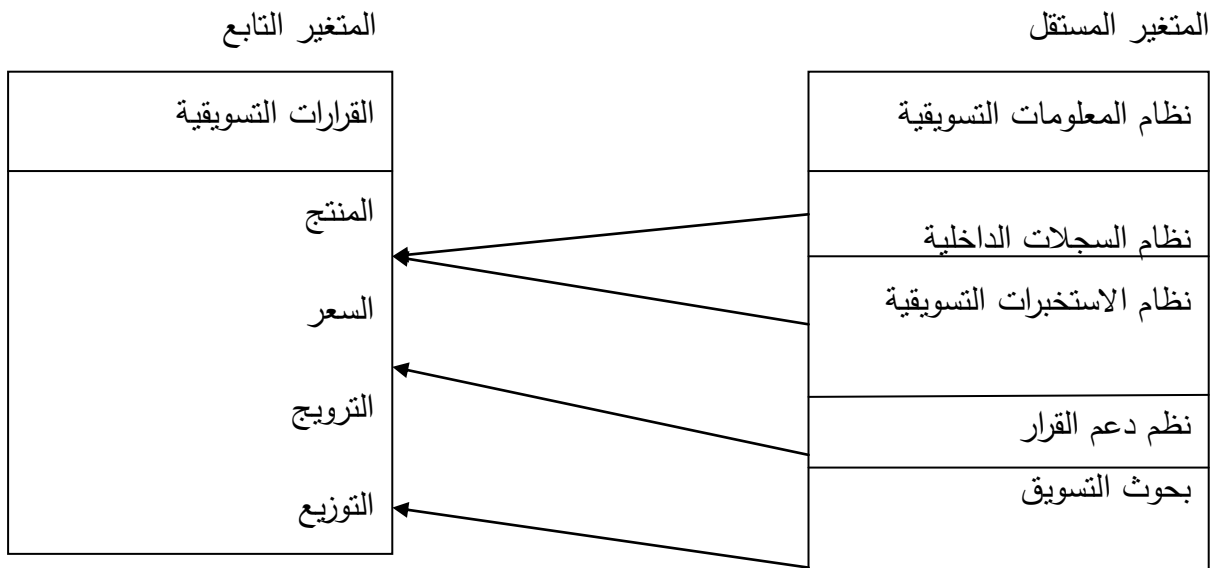 المتغير المستقل
المتغير التابع
نظام المعلومات التسويقية
نظام السجلات الداخلية
نظام الاستخبرات التسويقية
نظم دعم القرار
بحوث التسويق
القرارات التسويقية
المنتج
السعر
الترويج
التوزيع